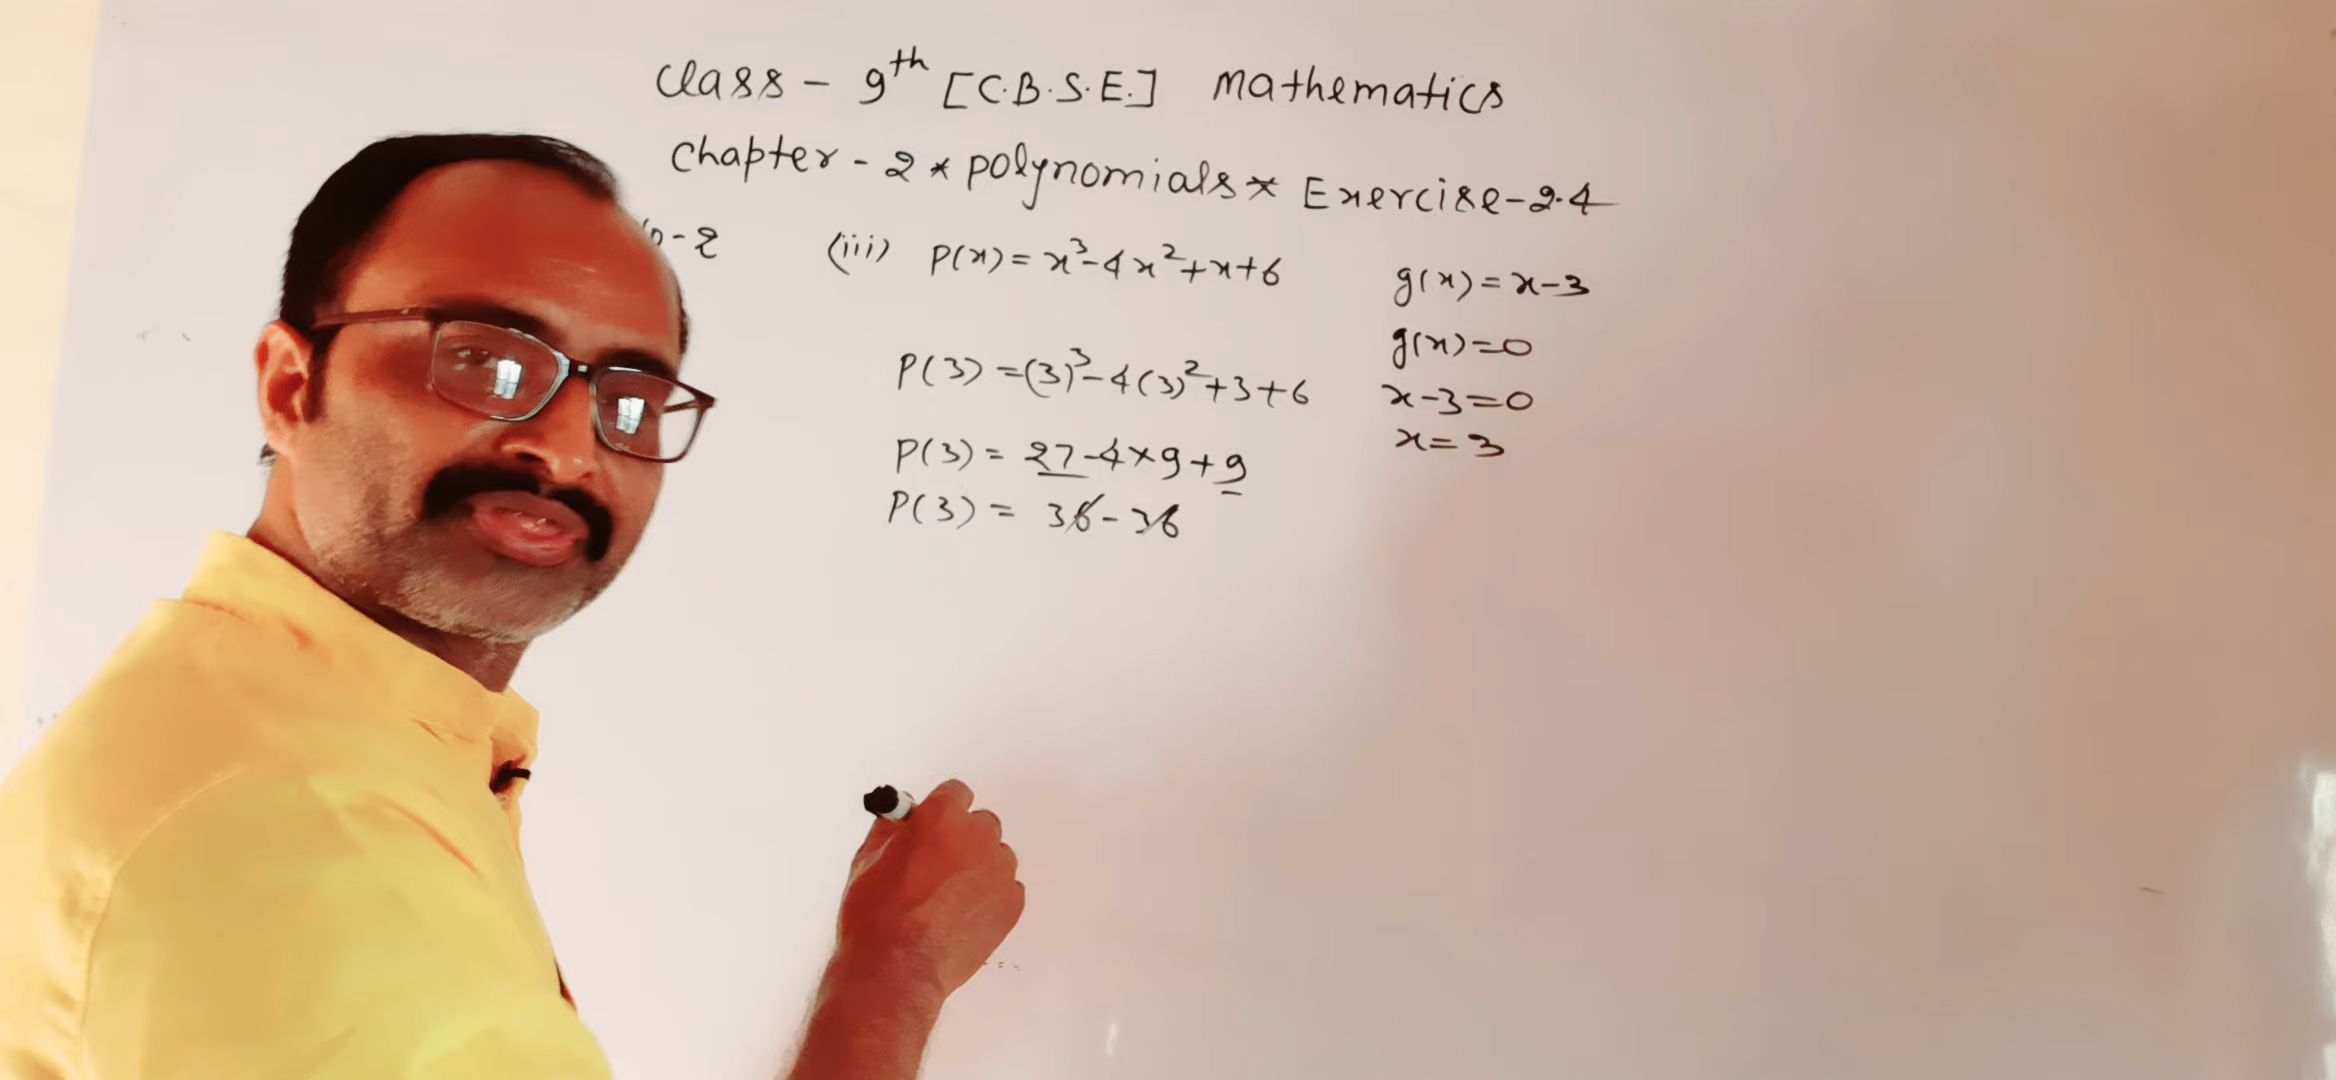 Class - 9th [C.B.S.E.] Mathematics
Chapter - 2 * polynomials * Exercise - 2.4
-2 (iii) P(x) = x³-4x²+x+6 g(x) = x-3
g(x)=0
P(3) =(3)³-4(3)²+3+6 x-3=0
x=3
P(3) = 27-4×9+9
P(3) = 36-36